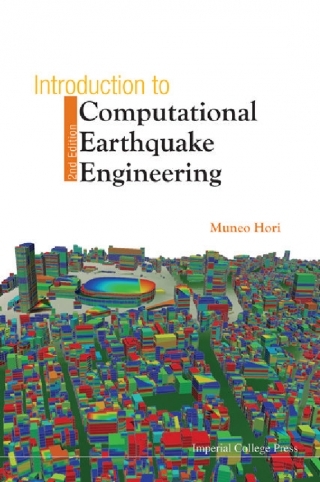 Introduction to
2nd Edition
Computational
Earthquake
Engineering
Muneo Hori
Imperial College Press